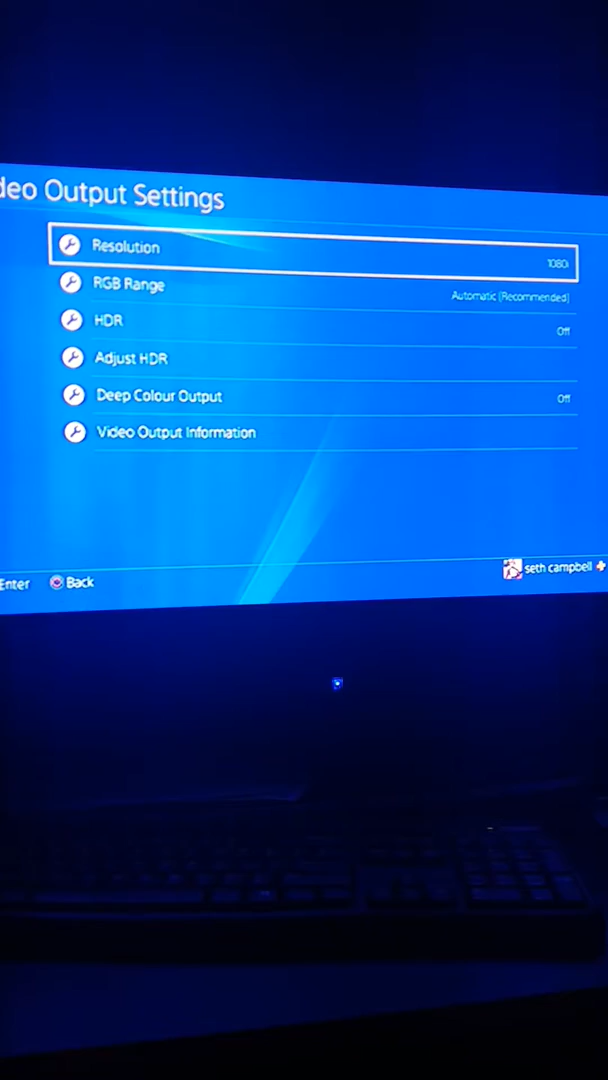 deo Output Settings
Resolution 1080i
RGB Range Automatic (Recommended)
HDR Off
Adjust HDR
Deep Colour Output Off
Video Output Information
Enter Back seth campbell